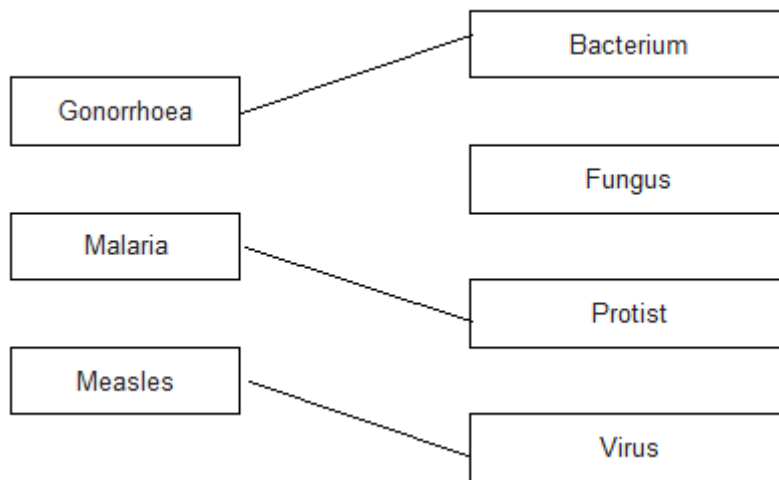 Bacterium
Gonorrhoea
Fungus
Malaria
Protist
Measles
Virus